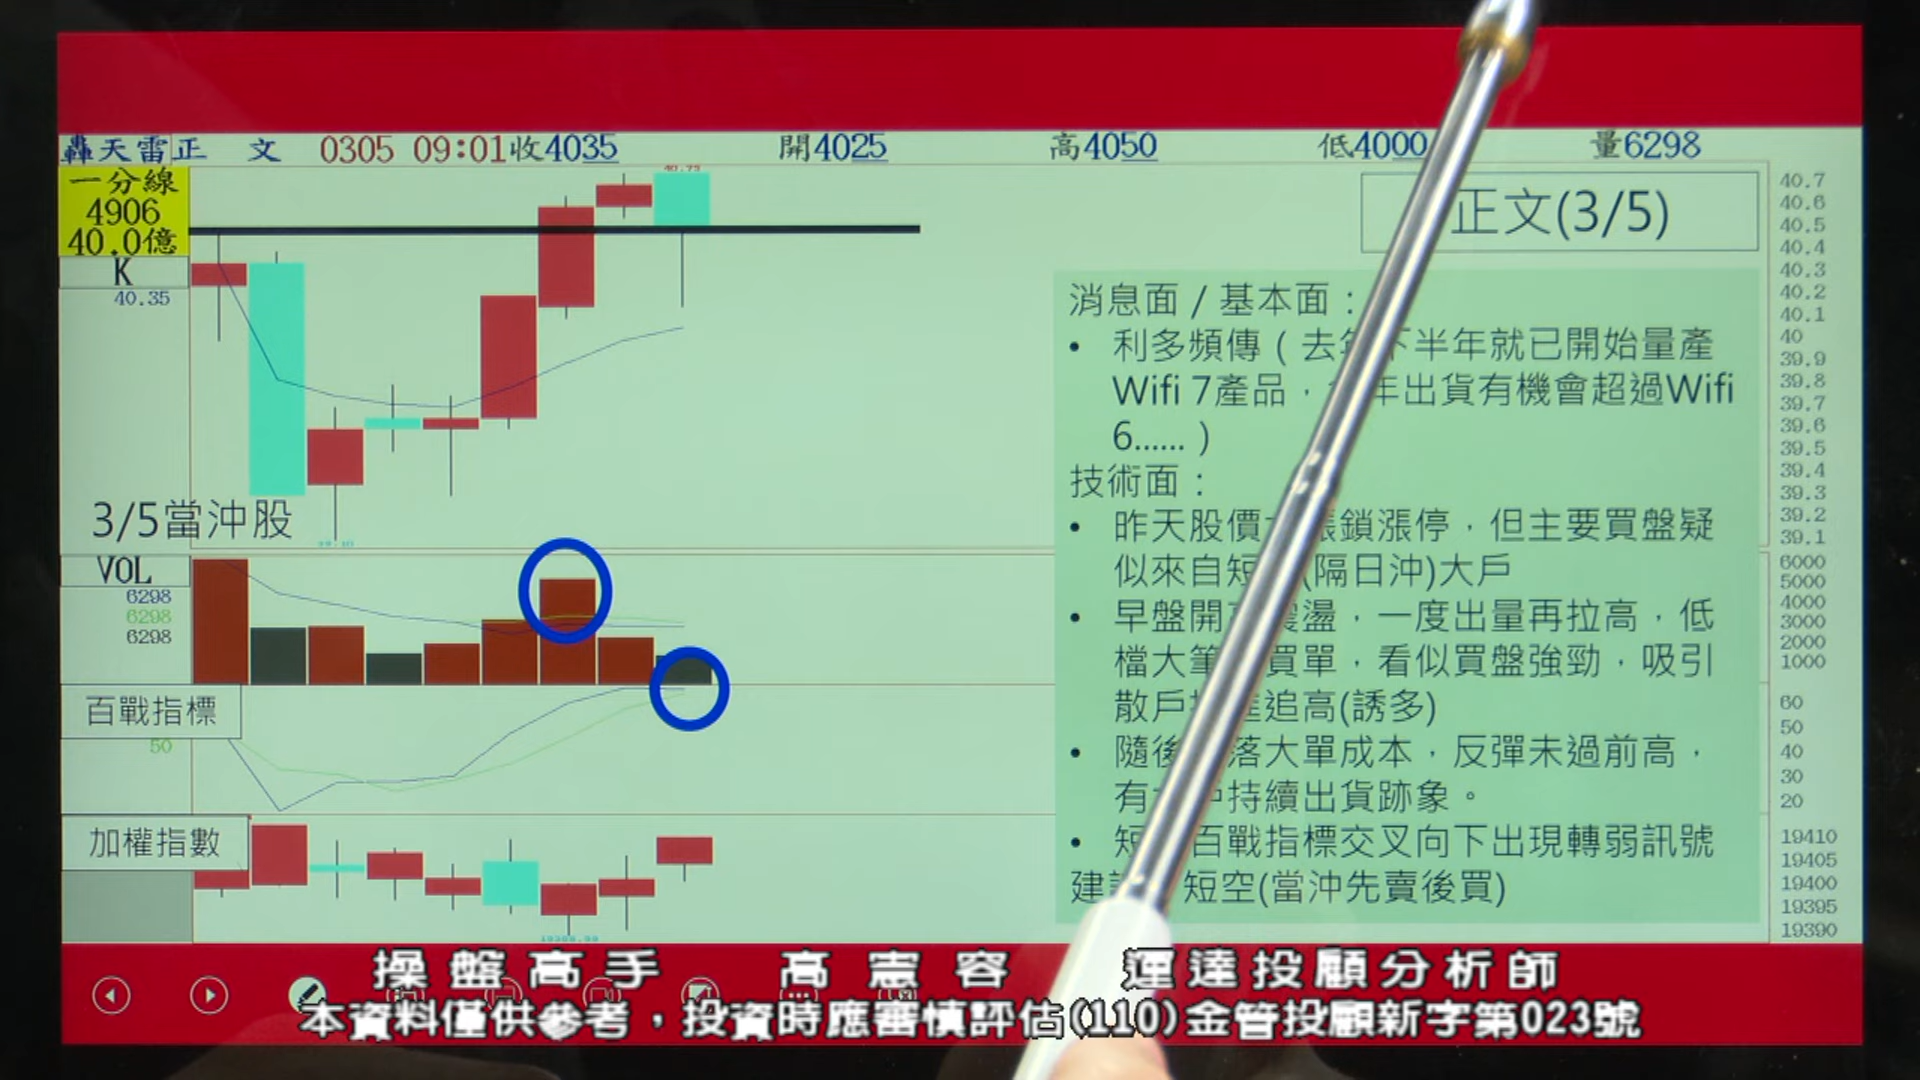 轟天雷正 文 0305 09:01收4035 開4025 高4050 低4000 量6298
一分線
4906
40.0億
K
40.35
3/5當沖股
VOL
6298
6298
6298
百戰指標
50
加權指數
正文(3/5)
消息面 / 基本面：
• 利多頻傳（去 下半年就已開始量產
Wifi 7產品， 年出貨有機會超過Wifi
6...... ）
技術面：
• 昨天股價 鎖漲停，但主要買盤疑
似來自短 (隔日沖)大戶
• 早盤開 震盪，一度出量再拉高，低
檔大筆 買單，看似買盤強勁，吸引
散戶 追高(誘多)
• 隨後 落大單成本，反彈未過前高，
有 持續出貨跡象。
• 短 百戰指標交叉向下出現轉弱訊號
建 短空(當沖先賣後買)
40.7
40.6
40.5
40.4
40.3
40.2
40.1
40
39.9
39.8
39.7
39.6
39.5
39.4
39.3
39.2
39.1
6000
5000
4000
3000
2000
1000
60
50
40
30
20
19410
19405
19400
19395
19390
操盤高手 高憲容 運達投顧分析師
本資料僅供參考，投資時應審慎評估(110)金管投顧新字第023號